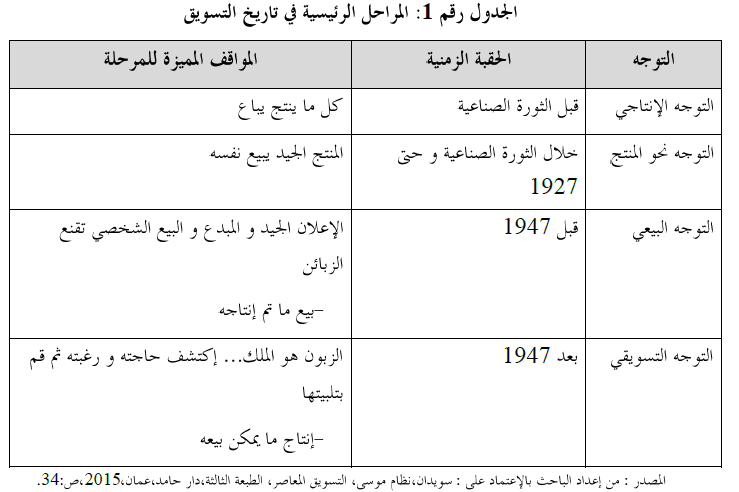 الجدول رقم 1: المراحل الرئيسية في تاريخ التسويق
التوجه الحقبة الزمنية المواقف المميزة للمرحلة
التوجه الإنتاجي قبل الثورة الصناعية كل ما ينتج يباع
التوجه نحو المنتج خلال الثورة الصناعية و حتى المنتج الجيد يبيع نفسه
1927
التوجه البيعي قبل 1947 الإعلان الجيد و المبدع و البيع الشخصي تقنع
الزبائن
–بيع ما تم إنتاجه
التوجه التسويقي بعد 1947 الزبون هو الملك... إكتشف حاجته و رغبته ثم قم
بتلبيتها
–إنتاج ما يمكن بيعه
المصدر : من إعداد الباحث بالإعتماد على : سويدان،نظام موسى، التسويق المعاصر، الطبعة الثالثة،دار حامد،عمان،2015،ص:34.